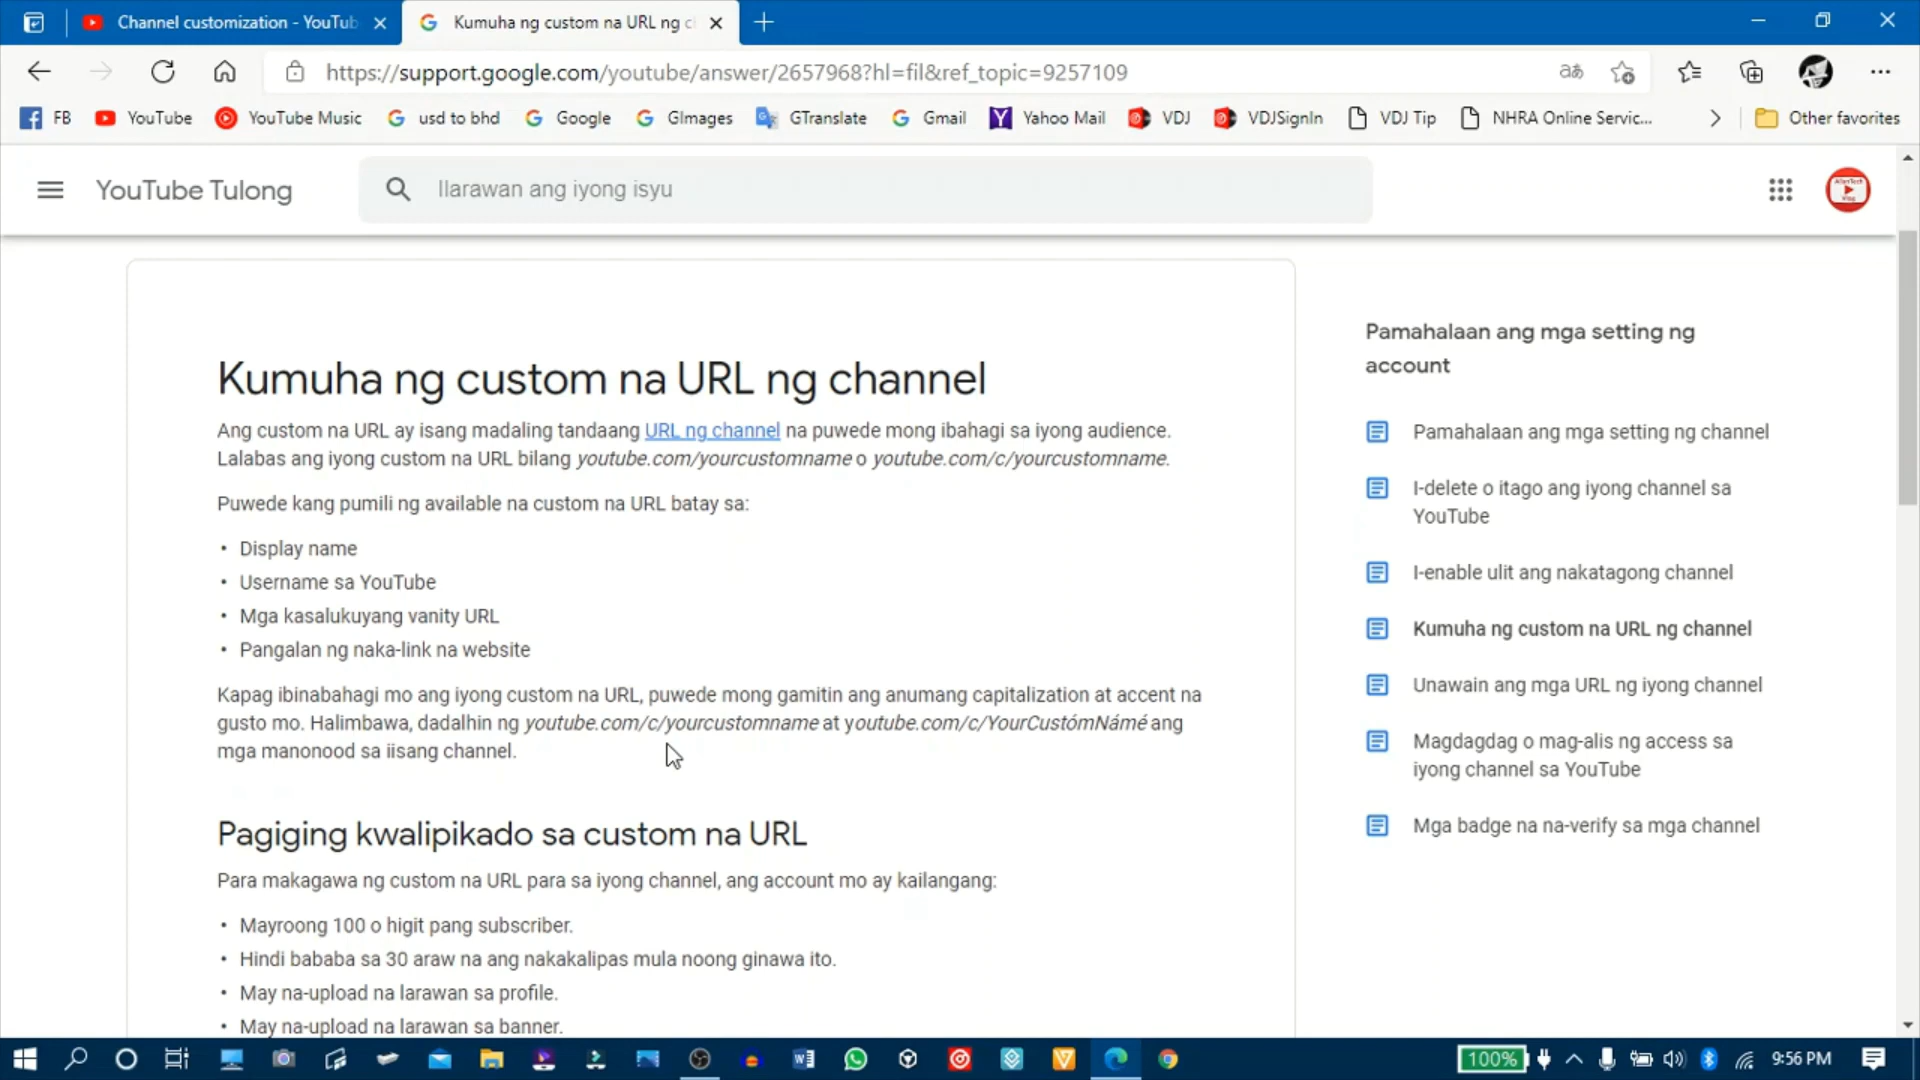 Channel customization - YouTub
Kumuha ng custom na URL ng c
https://support.google.com/youtube/answer/2657968?hl=fil&ref_topic=9257109
FB
YouTube
YouTube Music
usd to bhd
Google
GImages
GTranslate
Gmail
Yahoo Mail
VDJ
VDJSignIn
VDJ Tip
NHRA Online Servic...
Other favorites
YouTube Tulong
Ilarawan ang iyong isyu
Kumuha ng custom na URL ng channel
Ang custom na URL ay isang madaling tandaang URL ng channel na puwede mong ibahagi sa iyong audience.
Lalabas ang iyong custom na URL bilang youtube.com/yourcustomname o youtube.com/c/yourcustomname.
Puwede kang pumili ng available na custom na URL batay sa:
• Display name
• Username sa YouTube
• Mga kasalukuyang vanity URL
• Pangalan ng naka-link na website
Kapag ibinabahagi mo ang iyong custom na URL, puwede mong gamitin ang anumang capitalization at accent na
gusto mo. Halimbawa, dadalhin ng youtube.com/c/yourcustomname at youtube.com/c/YourCustómNámé ang
mga manonood sa iisang channel.
Pagiging kwalipikado sa custom na URL
Para makagawa ng custom na URL para sa iyong channel, ang account mo ay kailangang:
• Mayroong 100 o higit pang subscriber.
• Hindi bababa sa 30 araw na ang nakakalipas mula noong ginawa ito.
• May na-upload na larawan sa profile.
• May na-upload na larawan sa banner.
Pamahalaan ang mga setting ng
account
Pamahalaan ang mga setting ng channel
I-delete o itago ang iyong channel sa
YouTube
I-enable ulit ang nakatagong channel
Kumuha ng custom na URL ng channel
Unawain ang mga URL ng iyong channel
Magdagdag o mag-alis ng access sa
iyong channel sa YouTube
Mga badge na na-verify sa mga channel
100%
9:56 PM